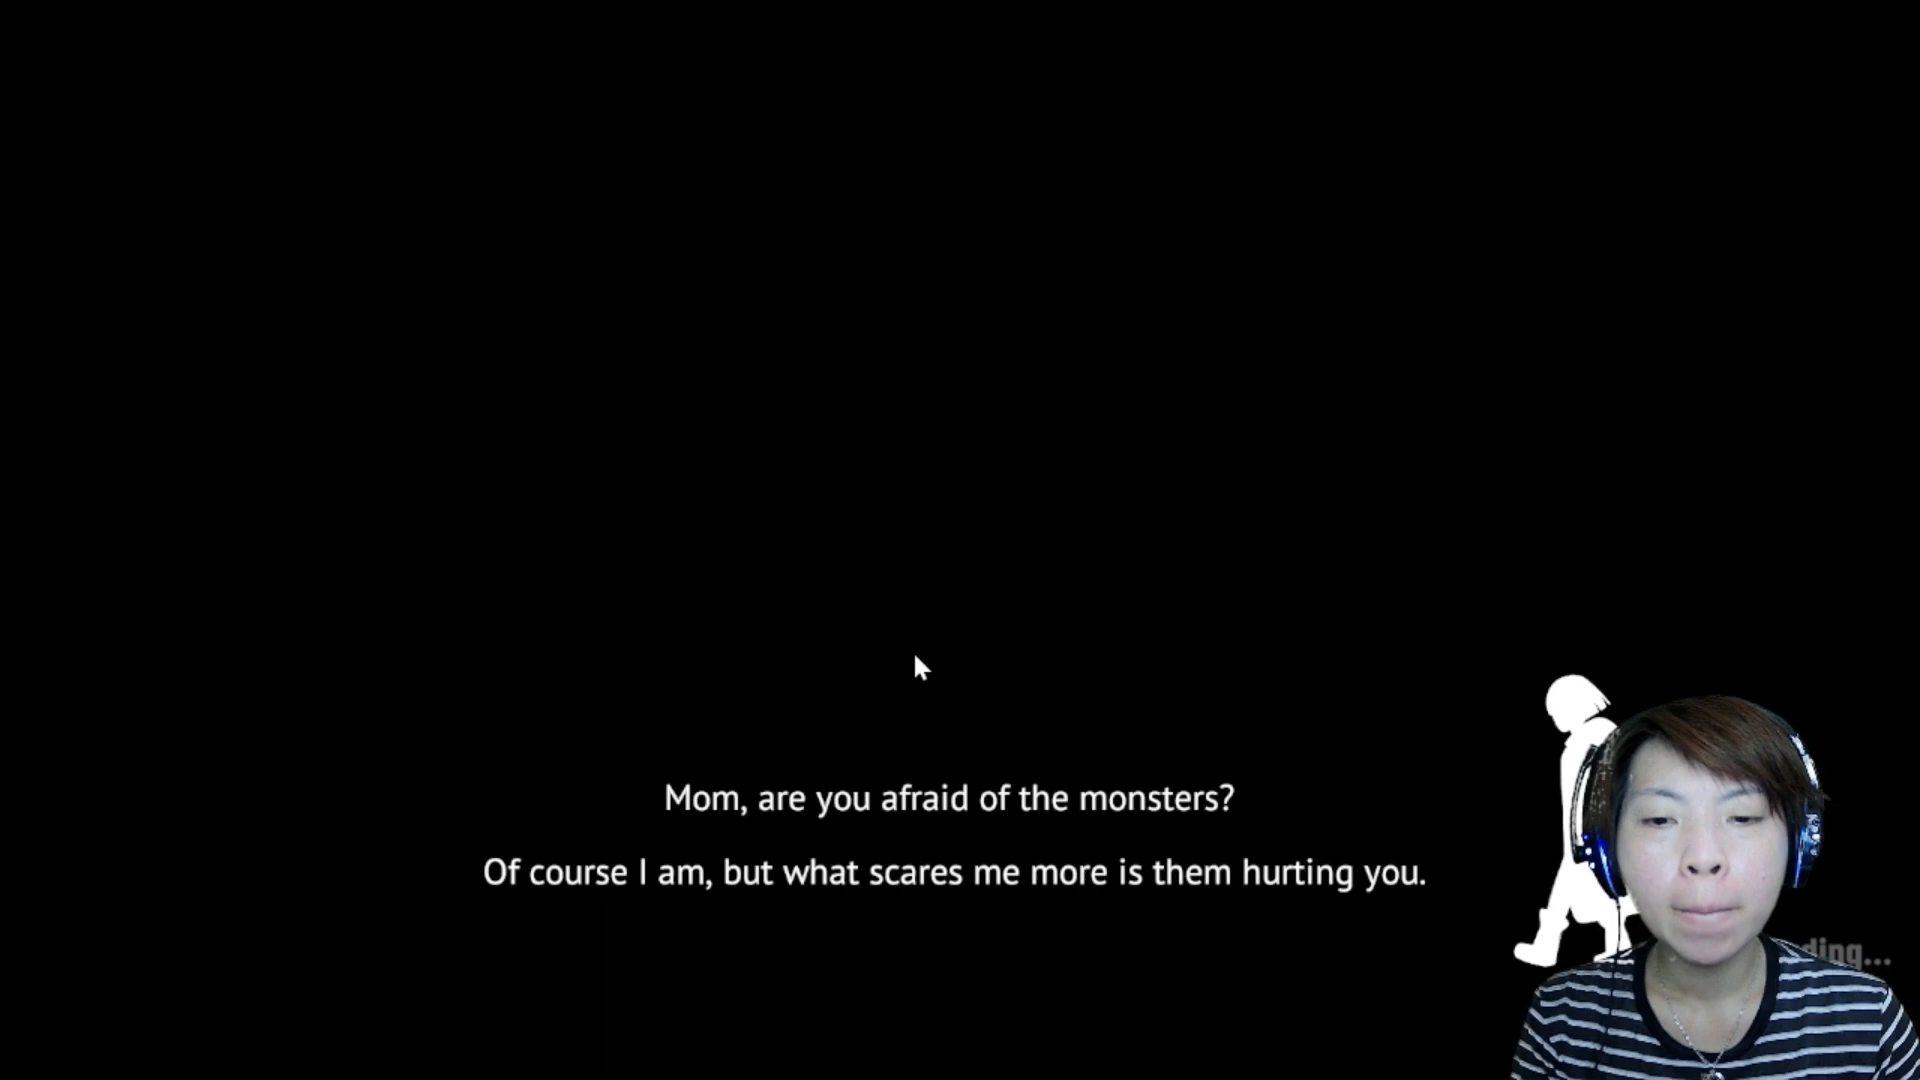 Mom, are you afraid of the monsters?
Of course I am, but what scares me more is them hurting you.